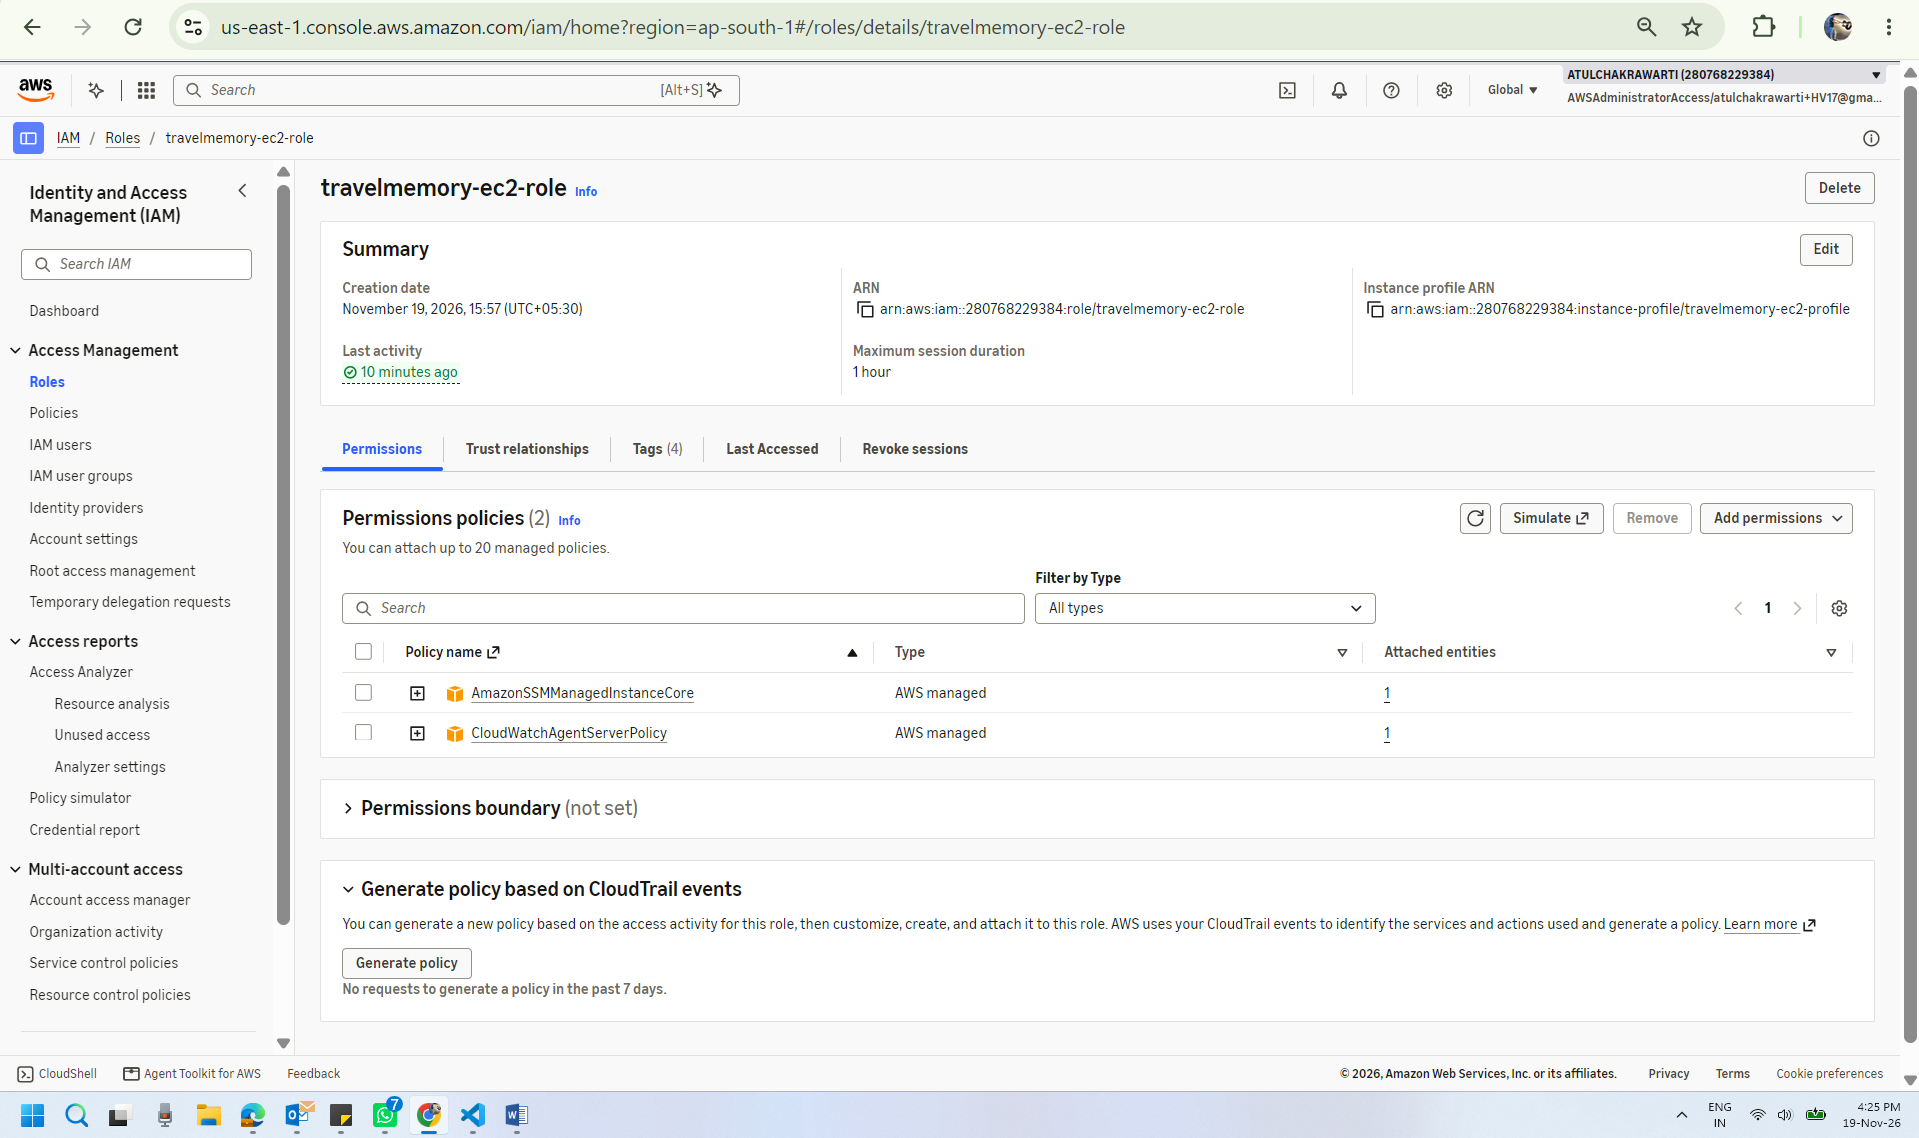 us-east-1.console.aws.amazon.com/iam/home?region=ap-south-1#/roles/details/travelmemory-ec2-role
aws
Search
[Alt+S]
Global
ATULCHAKRAWARTI (280768229384)
AWSAdministratorAccess/atulchakrawarti+HV17@gma...
IAM / Roles / travelmemory-ec2-role
Identity and Access
Management (IAM)
Search IAM
Dashboard
Access Management
Roles
Policies
IAM users
IAM user groups
Identity providers
Account settings
Root access management
Temporary delegation requests
Access reports
Access Analyzer
Resource analysis
Unused access
Analyzer settings
Policy simulator
Credential report
Multi-account access
Account access manager
Organization activity
Service control policies
Resource control policies
travelmemory-ec2-role Info
Delete
Summary
Edit
Creation date
November 19, 2026, 15:57 (UTC+05:30)
Last activity
10 minutes ago
ARN
arn:aws:iam::280768229384:role/travelmemory-ec2-role
Maximum session duration
1 hour
Instance profile ARN
arn:aws:iam::280768229384:instance-profile/travelmemory-ec2-profile
Permissions
Trust relationships
Tags (4)
Last Accessed
Revoke sessions
Permissions policies (2) Info
You can attach up to 20 managed policies.
Simulate
Remove
Add permissions
Filter by Type
Search
All types
1
Policy name
Type
Attached entities
AmazonSSMManagedInstanceCore
AWS managed
1
CloudWatchAgentServerPolicy
AWS managed
1
Permissions boundary (not set)
Generate policy based on CloudTrail events
You can generate a new policy based on the access activity for this role, then customize, create, and attach it to this role. AWS uses your CloudTrail events to identify the services and actions used and generate a policy. Learn more
Generate policy
No requests to generate a policy in the past 7 days.
CloudShell
Agent Toolkit for AWS
Feedback
© 2026, Amazon Web Services, Inc. or its affiliates.
Privacy
Terms
Cookie preferences
7
ENG
IN
4:25 PM
19-Nov-26